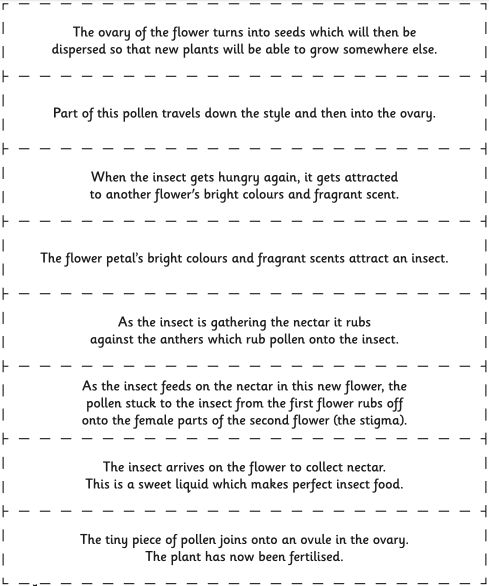 The ovary of the flower turns into seeds which will then be
dispersed so that new plants will be able to grow somewhere else.
Part of this pollen travels down the style and then into the ovary.
When the insect gets hungry again, it gets attracted
to another flower's bright colours and fragrant scent.
The flower petal's bright colours and fragrant scents attract an insect.
As the insect is gathering the nectar it rubs
against the anthers which rub pollen onto the insect.
As the insect feeds on the nectar in this new flower, the
pollen stuck to the insect from the first flower rubs off
onto the female parts of the second flower (the stigma).
The insect arrives on the flower to collect nectar.
This is a sweet liquid which makes perfect insect food.
The tiny piece of pollen joins onto an ovule in the ovary.
The plant has now been fertilised.